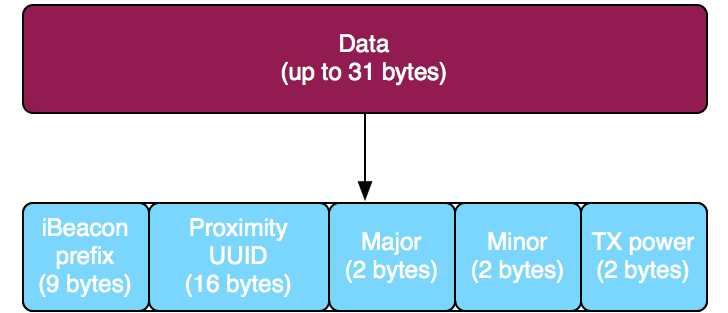 Data
(up to 31 bytes)
iBeacon
prefix
(9 bytes)
Proximity
UUID
(16 bytes)
Major
(2 bytes)
Minor
(2 bytes)
TX power
(2 bytes)